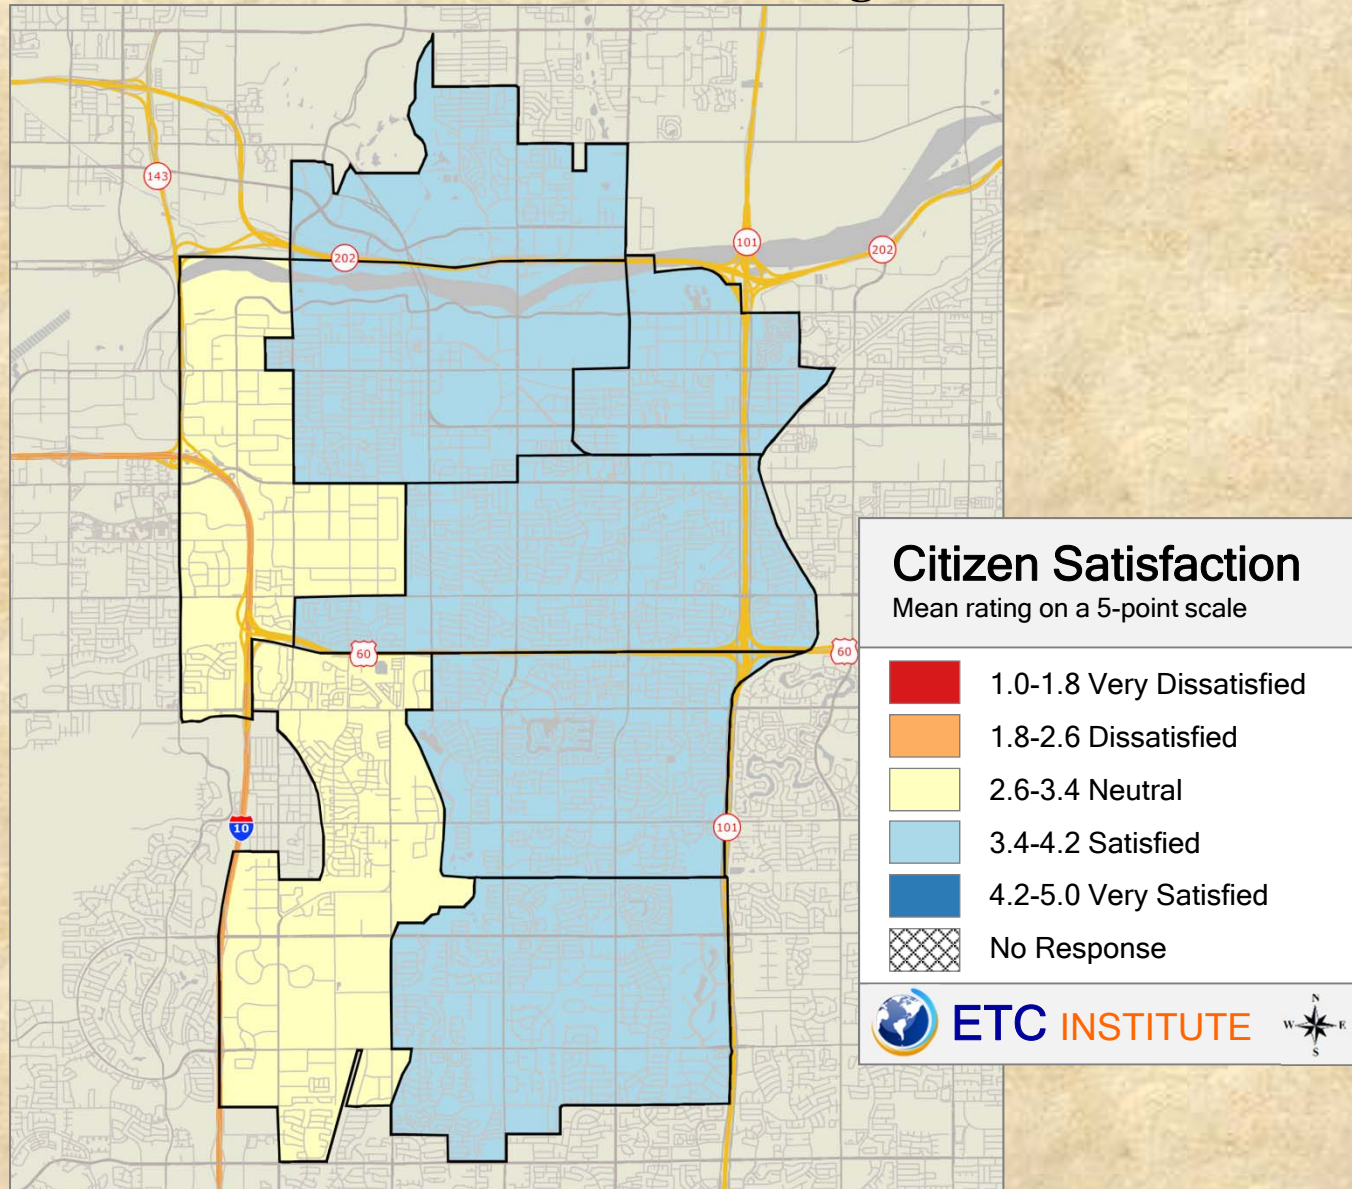 143
202
101
202
Citizen Satisfaction
Mean rating on a 5-point scale
60
60
1.0-1.8 Very Dissatisfied
1.8-2.6 Dissatisfied
2.6-3.4 Neutral
10
101
3.4-4.2 Satisfied
4.2-5.0 Very Satisfied
No Response
ETC INSTITUTE
N
W E
S